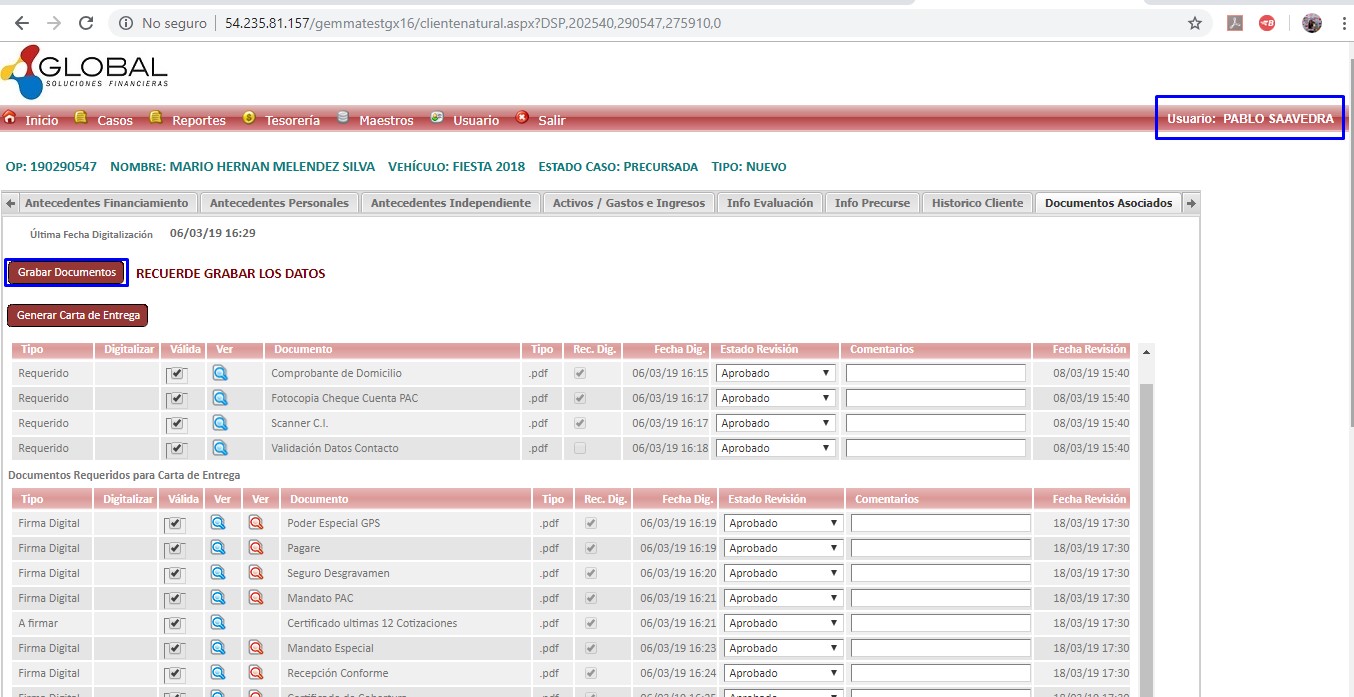 No seguro | 54.235.81.157/gemmatestgx16/clientenatural.aspx?DSP,202540,290547,275910,0
GLOBAL
SOLUCIONES FINANCIERAS
Inicio Casos Reportes Tesorería Maestros Usuario Salir Usuario: PABLO SAAVEDRA
OP: 190290547 NOMBRE: MARIO HERNAN MELENDEZ SILVA VEHÍCULO: FIESTA 2018 ESTADO CASO: PRECURSADA TIPO: NUEVO
Antecedentes Financiamiento Antecedentes Personales Antecedentes Independiente Activos / Gastos e Ingresos Info Evaluación Info Precurse Historico Cliente Documentos Asociados
Última Fecha Digitalización 06/03/19 16:29
Grabar Documentos RECUERDE GRABAR LOS DATOS
Generar Carta de Entrega
Tipo Digitalizar Válida Ver Documento Tipo Rec. Dig. Fecha Dig. Estado Revisión Comentarios Fecha Revisión
Requerido Comprobante de Domicilio .pdf 06/03/19 16:15 Aprobado 08/03/19 15:40
Requerido Fotocopia Cheque Cuenta PAC .pdf 06/03/19 16:17 Aprobado 08/03/19 15:40
Requerido Scanner C.I. .pdf 06/03/19 16:17 Aprobado 08/03/19 15:40
Requerido Validación Datos Contacto .pdf 06/03/19 16:18 Aprobado 08/03/19 15:40
Documentos Requeridos para Carta de Entrega
Tipo Digitalizar Válida Ver Ver Documento Tipo Rec. Dig. Fecha Dig. Estado Revisión Comentarios Fecha Revisión
Firma Digital Poder Especial GPS .pdf 06/03/19 16:19 Aprobado 18/03/19 17:30
Firma Digital Pagare .pdf 06/03/19 16:19 Aprobado 18/03/19 17:30
Firma Digital Seguro Desgravamen .pdf 06/03/19 16:20 Aprobado 18/03/19 17:30
Firma Digital Mandato PAC .pdf 06/03/19 16:21 Aprobado 18/03/19 17:30
A firmar Certificado ultimas 12 Cotizaciones .pdf 06/03/19 16:21 Aprobado 18/03/19 17:30
Firma Digital Mandato Especial .pdf 06/03/19 16:23 Aprobado 18/03/19 17:30
Firma Digital Recepción Conforme .pdf 06/03/19 16:24 Aprobado 18/03/19 17:30
Firma Digital Certificado de Cobertura .pdf 06/03/19 16:25 Aprobado 18/03/19 17:30